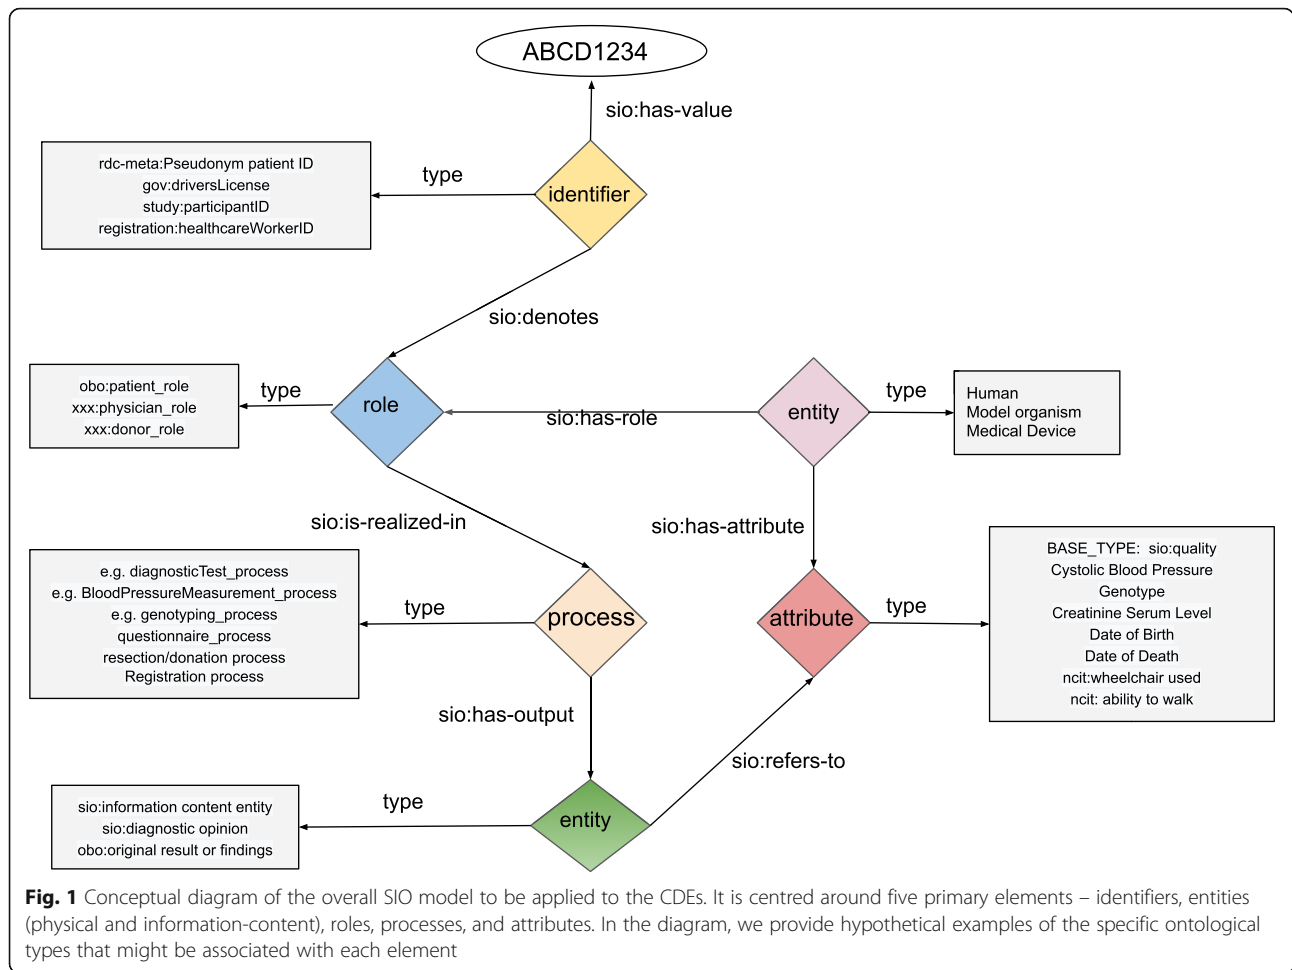 ABCD1234
sio:has-value
rdc-meta:Pseudonym patient ID
gov:driversLicense
study:participantID
registration:healthcareWorkerID
type
identifier
sio:denotes
obo:patient_role
xxx:physician_role
xxx:donor_role
type
role
sio:has-role
entity
type
Human
Model organism
Medical Device
sio:is-realized-in
sio:has-attribute
e.g. diagnosticTest_process
e.g. BloodPressureMeasurement_process
e.g. genotyping_process
questionnaire_process
resection/donation process
Registration process
type
process
attribute
type
BASE_TYPE: sio:quality
Cystolic Blood Pressure
Genotype
Creatinine Serum Level
Date of Birth
Date of Death
ncit:wheelchair used
ncit: ability to walk
sio:has-output
sio:refers-to
sio:information content entity
sio:diagnostic opinion
obo:original result or findings
type
entity
Fig. 1 Conceptual diagram of the overall SIO model to be applied to the CDEs. It is centred around five primary elements – identifiers, entities
(physical and information-content), roles, processes, and attributes. In the diagram, we provide hypothetical examples of the specific ontological
types that might be associated with each element